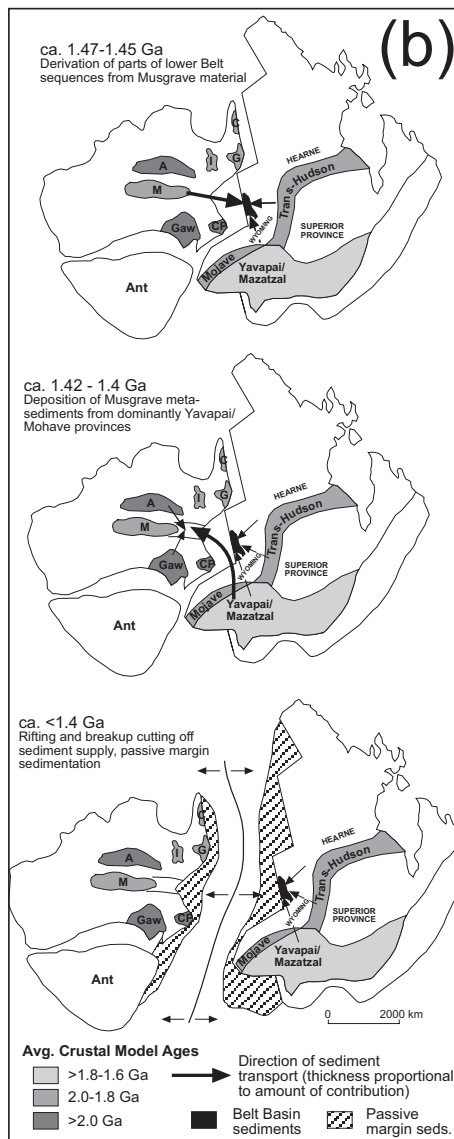 (b)
ca. 1.47-1.45 Ga
Derivation of parts of lower Belt
sequences from Musgrave material
C
I
G
A
M
HEARNE
Trans-Hudson
Gaw
CP
WYOMING
SUPERIOR
PROVINCE
Mojave
Yavapai/
Mazatzal
Ant
ca. 1.42 - 1.4 Ga
Deposition of Musgrave meta-
sediments from dominantly Yavapai/
Mohave provinces
C
I
G
A
M
HEARNE
Trans-Hudson
Gaw
CP
WYOMING
SUPERIOR
PROVINCE
Mojave
Yavapai/
Mazatzal
Ant
ca. <1.4 Ga
Rifting and breakup cutting off
sediment supply, passive margin
sedimentation
C
I
G
A
M
HEARNE
Trans-Hudson
Gaw
CP
WYOMING
SUPERIOR
PROVINCE
Mojave
Yavapai/
Mazatzal
Ant
0 2000 km
Avg. Crustal Model Ages
>1.8-1.6 Ga
2.0-1.8 Ga
>2.0 Ga
Direction of sediment
transport (thickness proportional
to amount of contribution)
Belt Basin
sediments
Passive
margin seds.